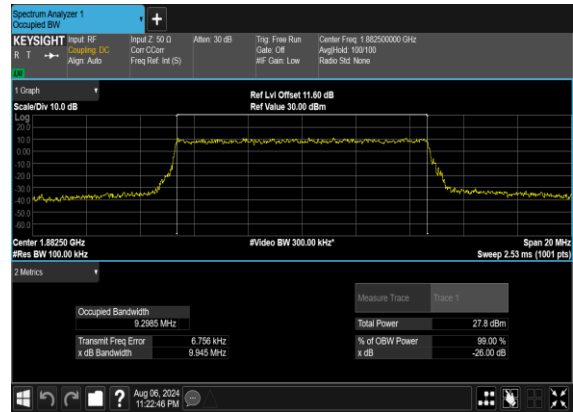 Spectrum Analyzer 1
Occupied BW
+
KEYSIGHT Input: RF Input Z: 50 Ω Atten: 30 dB Trig: Free Run Center Freq: 1.882500000 GHz
R T Coupling: DC Corr CCorr Gate: Off Avg|Hold: 100/100
Align: Auto Freq Ref: Int (S) #IF Gain: Low Radio Std: None
LV
1 Graph
Ref Lvl Offset 11.60 dB
Scale/Div 10.0 dB Ref Value 30.00 dBm
Log
20.0
10.0
0.00
-10.0
-20.0
-30.0
-40.0
-50.0
-60.0
Center 1.88250 GHz #Video BW 300.00 kHz* Span 20 MHz
#Res BW 100.00 kHz Sweep 2.53 ms (1001 pts)
2 Metrics
Measure Trace Trace 1
Occupied Bandwidth
9.2985 MHz Total Power 27.8 dBm
Transmit Freq Error 6.756 kHz % of OBW Power 99.00 %
x dB Bandwidth 9.945 MHz x dB -26.00 dB
? Aug 06, 2024
11:22:46 PM